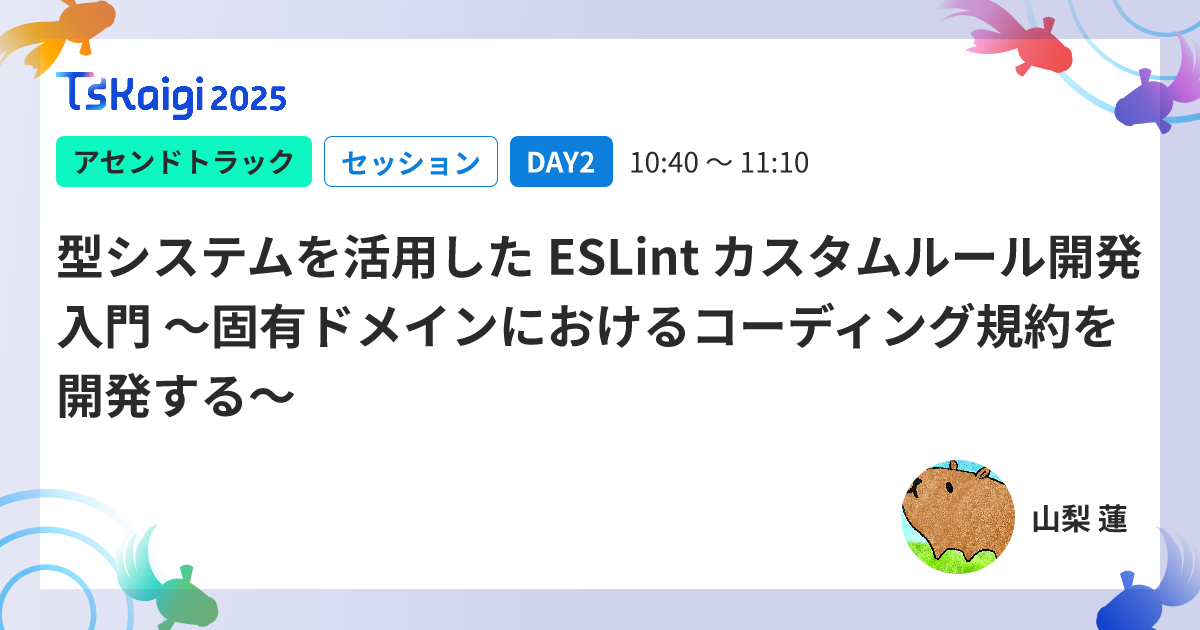 TSKaigi 2025
アセンドトラック セッション DAY2 10:40 〜 11:10
型システムを活用した ESLint カスタムルール開発
入門 〜固有ドメインにおけるコーディング規約を
開発する〜
山梨 蓮